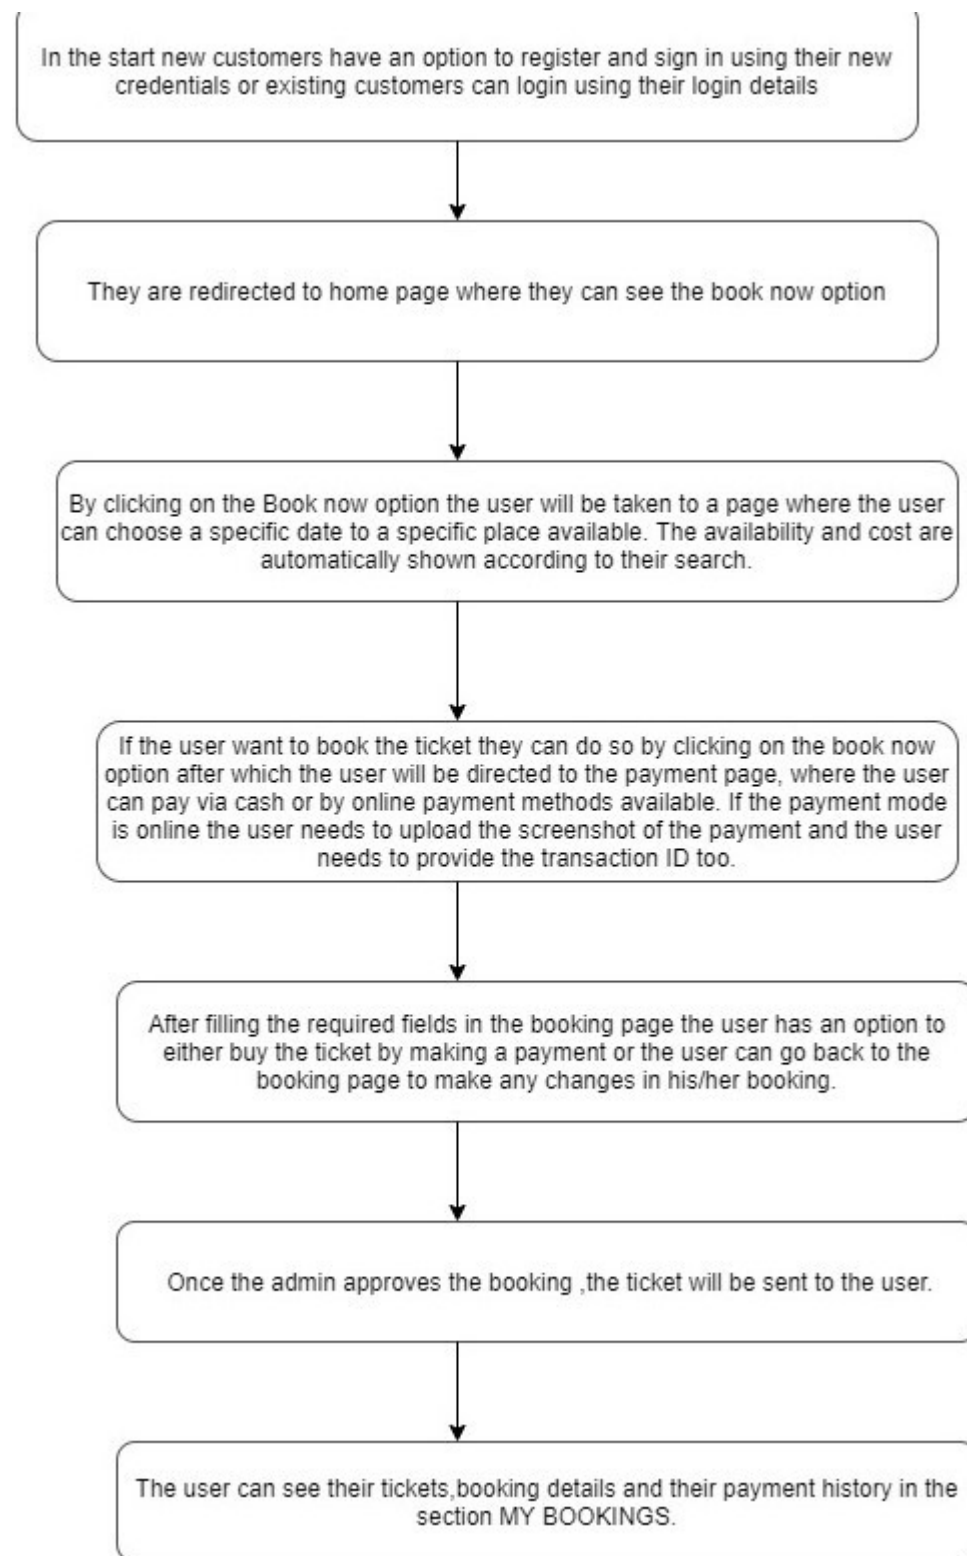 In the start new customers have an option to register and sign in using their new
credentials or existing customers can login using their login details
They are redirected to home page where they can see the book now option
By clicking on the Book now option the user will be taken to a page where the user
can choose a specific date to a specific place available. The availability and cost are
automatically shown according to their search.
If the user want to book the ticket they can do so by clicking on the book now
option after which the user will be directed to the payment page, where the user
can pay via cash or by online payment methods available. If the payment mode
is online the user needs to upload the screenshot of the payment and the user
needs to provide the transaction ID too.
After filling the required fields in the booking page the user has an option to
either buy the ticket by making a payment or the user can go back to the
booking page to make any changes in his/her booking.
Once the admin approves the booking ,the ticket will be sent to the user.
The user can see their tickets,booking details and their payment history in the
section MY BOOKINGS.